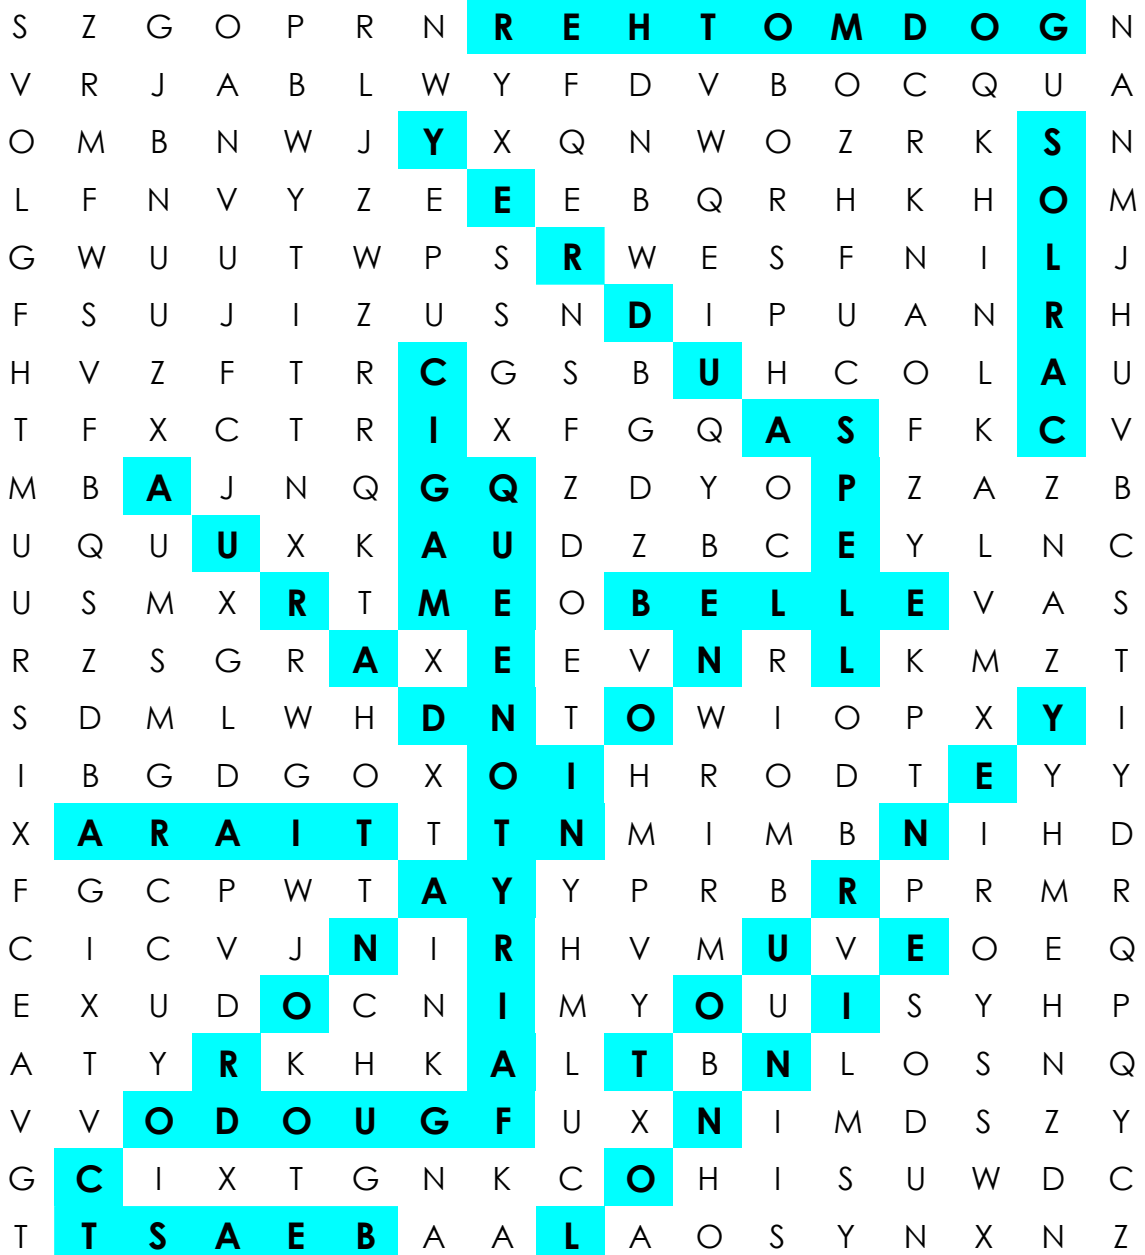 S Z G O P R N R E H T O M D O G N
V R J A B L W Y F D V B O C Q U A
O M B N W J Y X Q N W O Z R K S N
L F N V Y Z E E E B Q R H K H O M
G W U U T W P S R W E S F N I L J
F S U J I Z U S N D I P U A N R H
H V Z F T R C G S B U H C O L A U
T F X C T R I X F G Q A S F K C V
M B A J N Q G Q Z D Y O P Z A Z B
U Q U U X K A U D Z B C E Y L N C
U S M X R T M E O B E L L E V A S
R Z S G R A X E E V N R L K M Z T
S D M L W H D N T O W I O P X Y I
I B G D G O X O I H R O D T E Y Y
X A R A I T T T N M I M B N I H D
F G C P W T A Y Y P R B R P R M R
C I C V J N I R H V M U V E O E Q
E X U D O C N I M Y O U I S Y H P
A T Y R K H K A L T B N L O S N Q
V V O D O U G F U X N I M D S Z Y
G C I X T G N K C O H I S U W D C
T T S A E B A A L A O S Y N X N Z